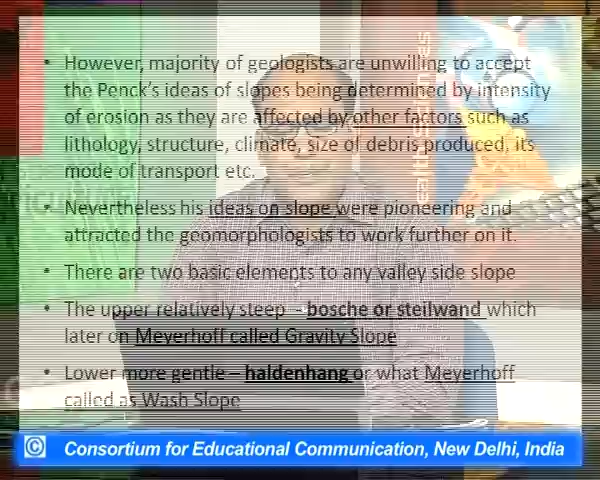 • However, majority of geologists are unwilling to accept
the Penck's ideas of slopes being determined by intensity
of erosion as they are affected by other factors such as
lithology, structure, climate, size of debris produced, its
mode of transport etc.
• Nevertheless his ideas on slope were pioneering and
attracted the geomorphologists to work further on it.
• There are two basic elements to any valley side slope
• The upper relatively steep - bosche or steilwand which
later on Meyerhoff called Gravity Slope
• Lower more gentle – haldenhang or what Meyerhoff
called as Wash Slope
© Consortium for Educational Communication, New Delhi, India